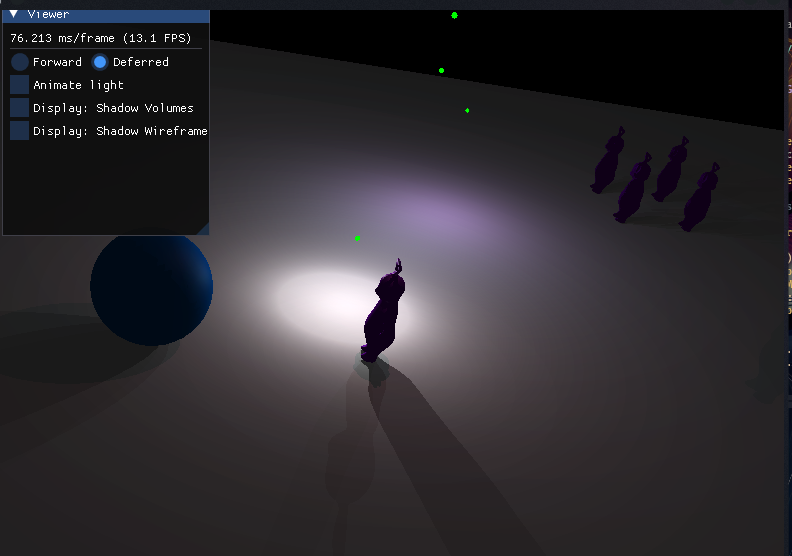 Viewer
76.213 ms/frame (13.1 FPS)
Forward Deferred
Animate light
Display: Shadow Volumes
Display: Shadow Wireframe